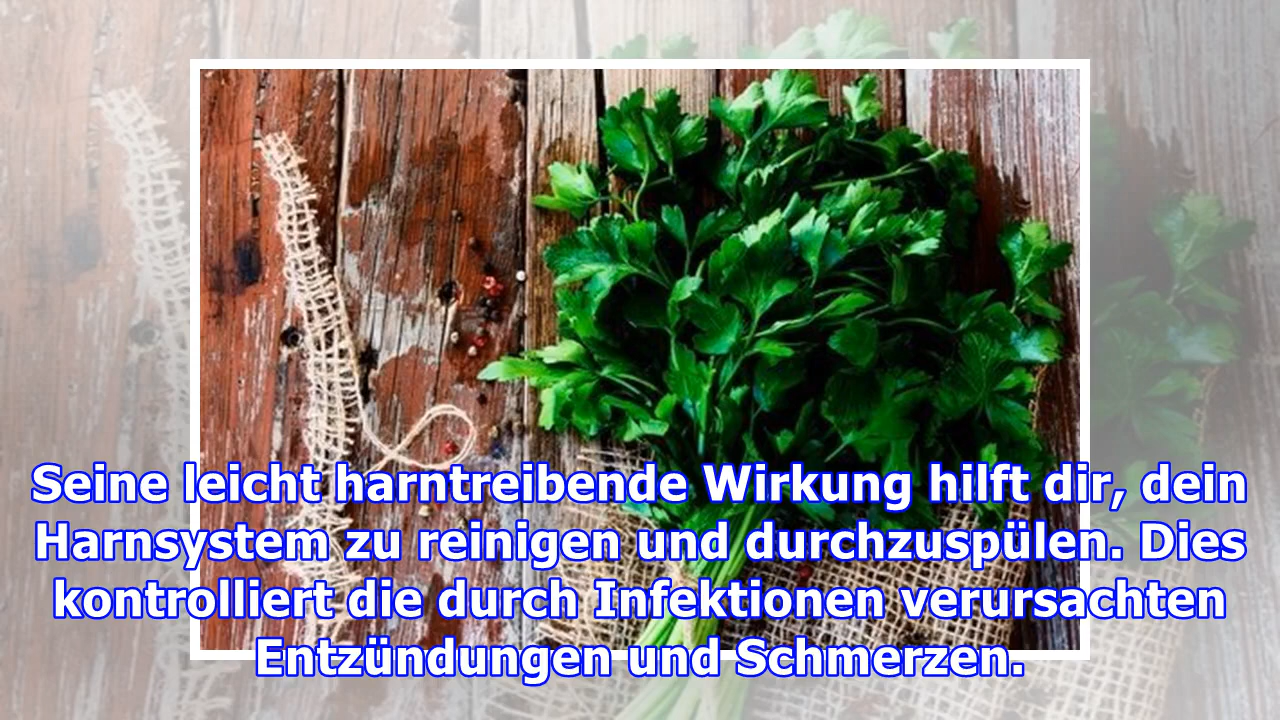 Seine leicht harntreibende Wirkung hilft dir, dein
Harnsystem zu reinigen und durchzuspülen. Dies
kontrolliert die durch Infektionen verursachten
Entzündungen und Schmerzen.